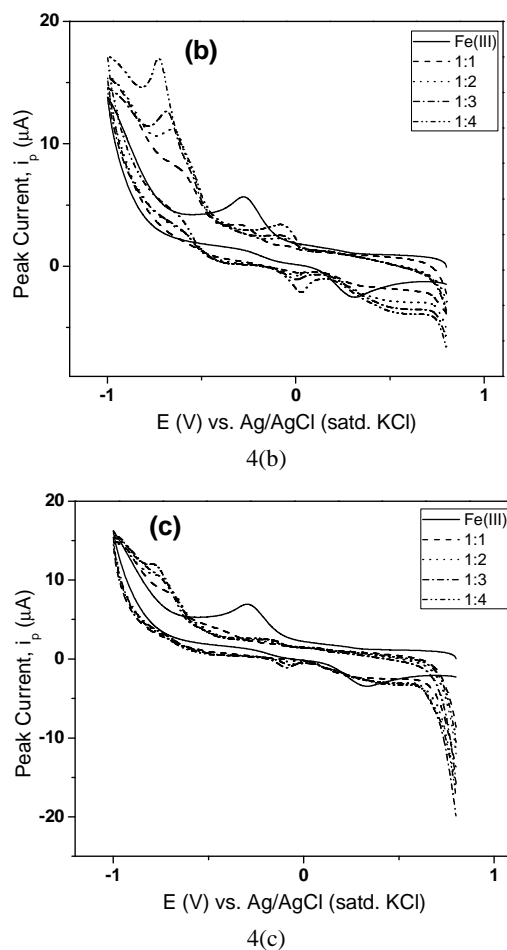 20
(b)
Fe(III)
1:1
1:2
1:3
1:4
10
0
Peak Current, iₚ (µA)
-1
0
1
E (V) vs. Ag/AgCl (satd. KCl)
4(b)
20
(c)
Fe(III)
1:1
1:2
1:3
1:4
10
0
-10
-20
Peak Current, iₚ (µA)
-1
0
1
E (V) vs. Ag/AgCl (satd. KCl)
4(c)